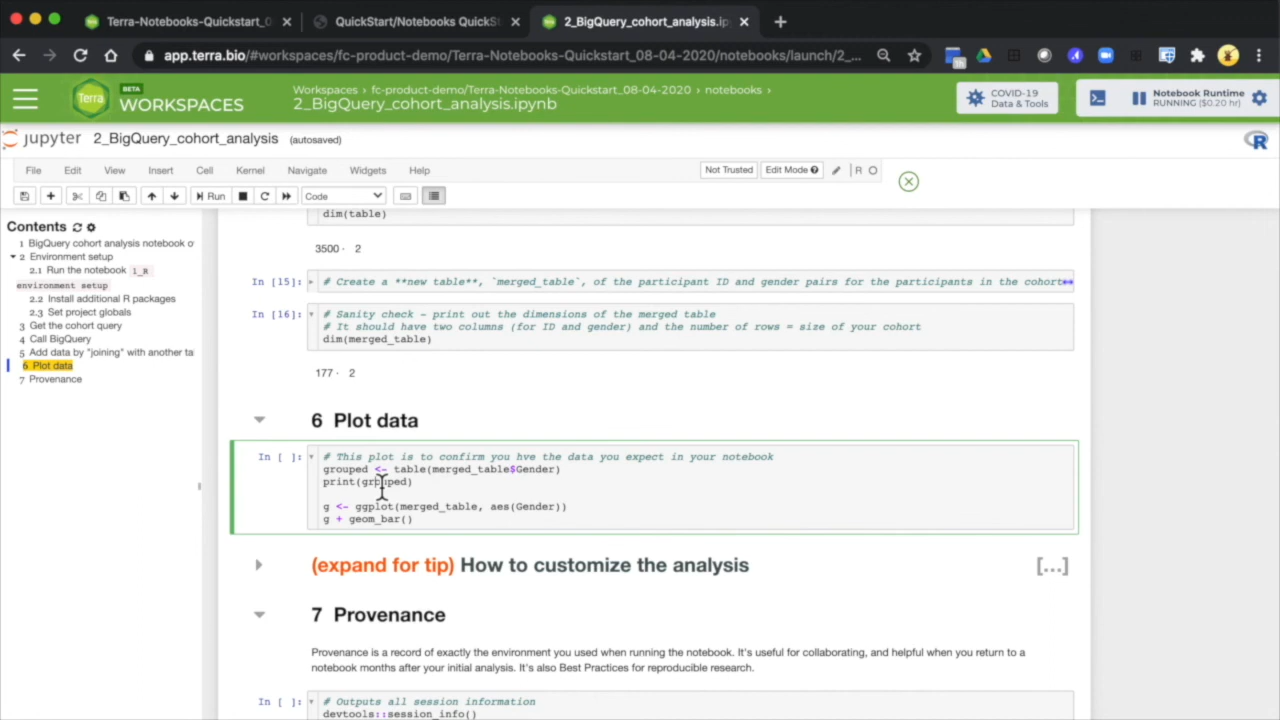 Terra-Notebooks-Quickstart_0
QuickStart/Notebooks QuickS
2_BigQuery_cohort_analysis.ip
app.terra.bio/#workspaces/fc-product-demo/Terra-Notebooks-Quickstart_08-04-2020/notebooks/launch/2_...
Terra
BETA
WORKSPACES
Workspaces › fc-product-demo/Terra-Notebooks-Quickstart_08-04-2020 › notebooks ›
2_BigQuery_cohort_analysis.ipynb
COVID-19
Data & Tools
Notebook Runtime
RUNNING ($0.20 hr)
jupyter 2_BigQuery_cohort_analysis (autosaved)
R
File Edit View Insert Cell Kernel Navigate Widgets Help
Not Trusted Edit Mode R
Run Code
Contents
1 BigQuery cohort analysis notebook o
2 Environment setup
2.1 Run the notebook 1_R
environment setup
2.2 Install additional R packages
2.3 Set project globals
3 Get the cohort query
4 Call BigQuery
5 Add data by "joining" with another ta
6 Plot data
7 Provenance
dim(table)
3500 · 2
In [15]: # Create a **new table**, `merged_table`, of the participant ID and gender pairs for the participants in the cohort**
In [16]: # Sanity check - print out the dimensions of the merged table
# It should have two columns (for ID and gender) and the number of rows = size of your cohort
dim(merged_table)
177 · 2
6 Plot data
In [ ]: # This plot is to confirm you hve the data you expect in your notebook
grouped <- table(merged_table$Gender)
print(grouped)
g <- ggplot(merged_table, aes(Gender))
g + geom_bar()
(expand for tip) How to customize the analysis
[...]
7 Provenance
Provenance is a record of exactly the environment you used when running the notebook. It's useful for collaborating, and helpful when you return to a
notebook months after your initial analysis. It's also Best Practices for reproducible research.
In [ ]: # Outputs all session information
devtools::session_info()